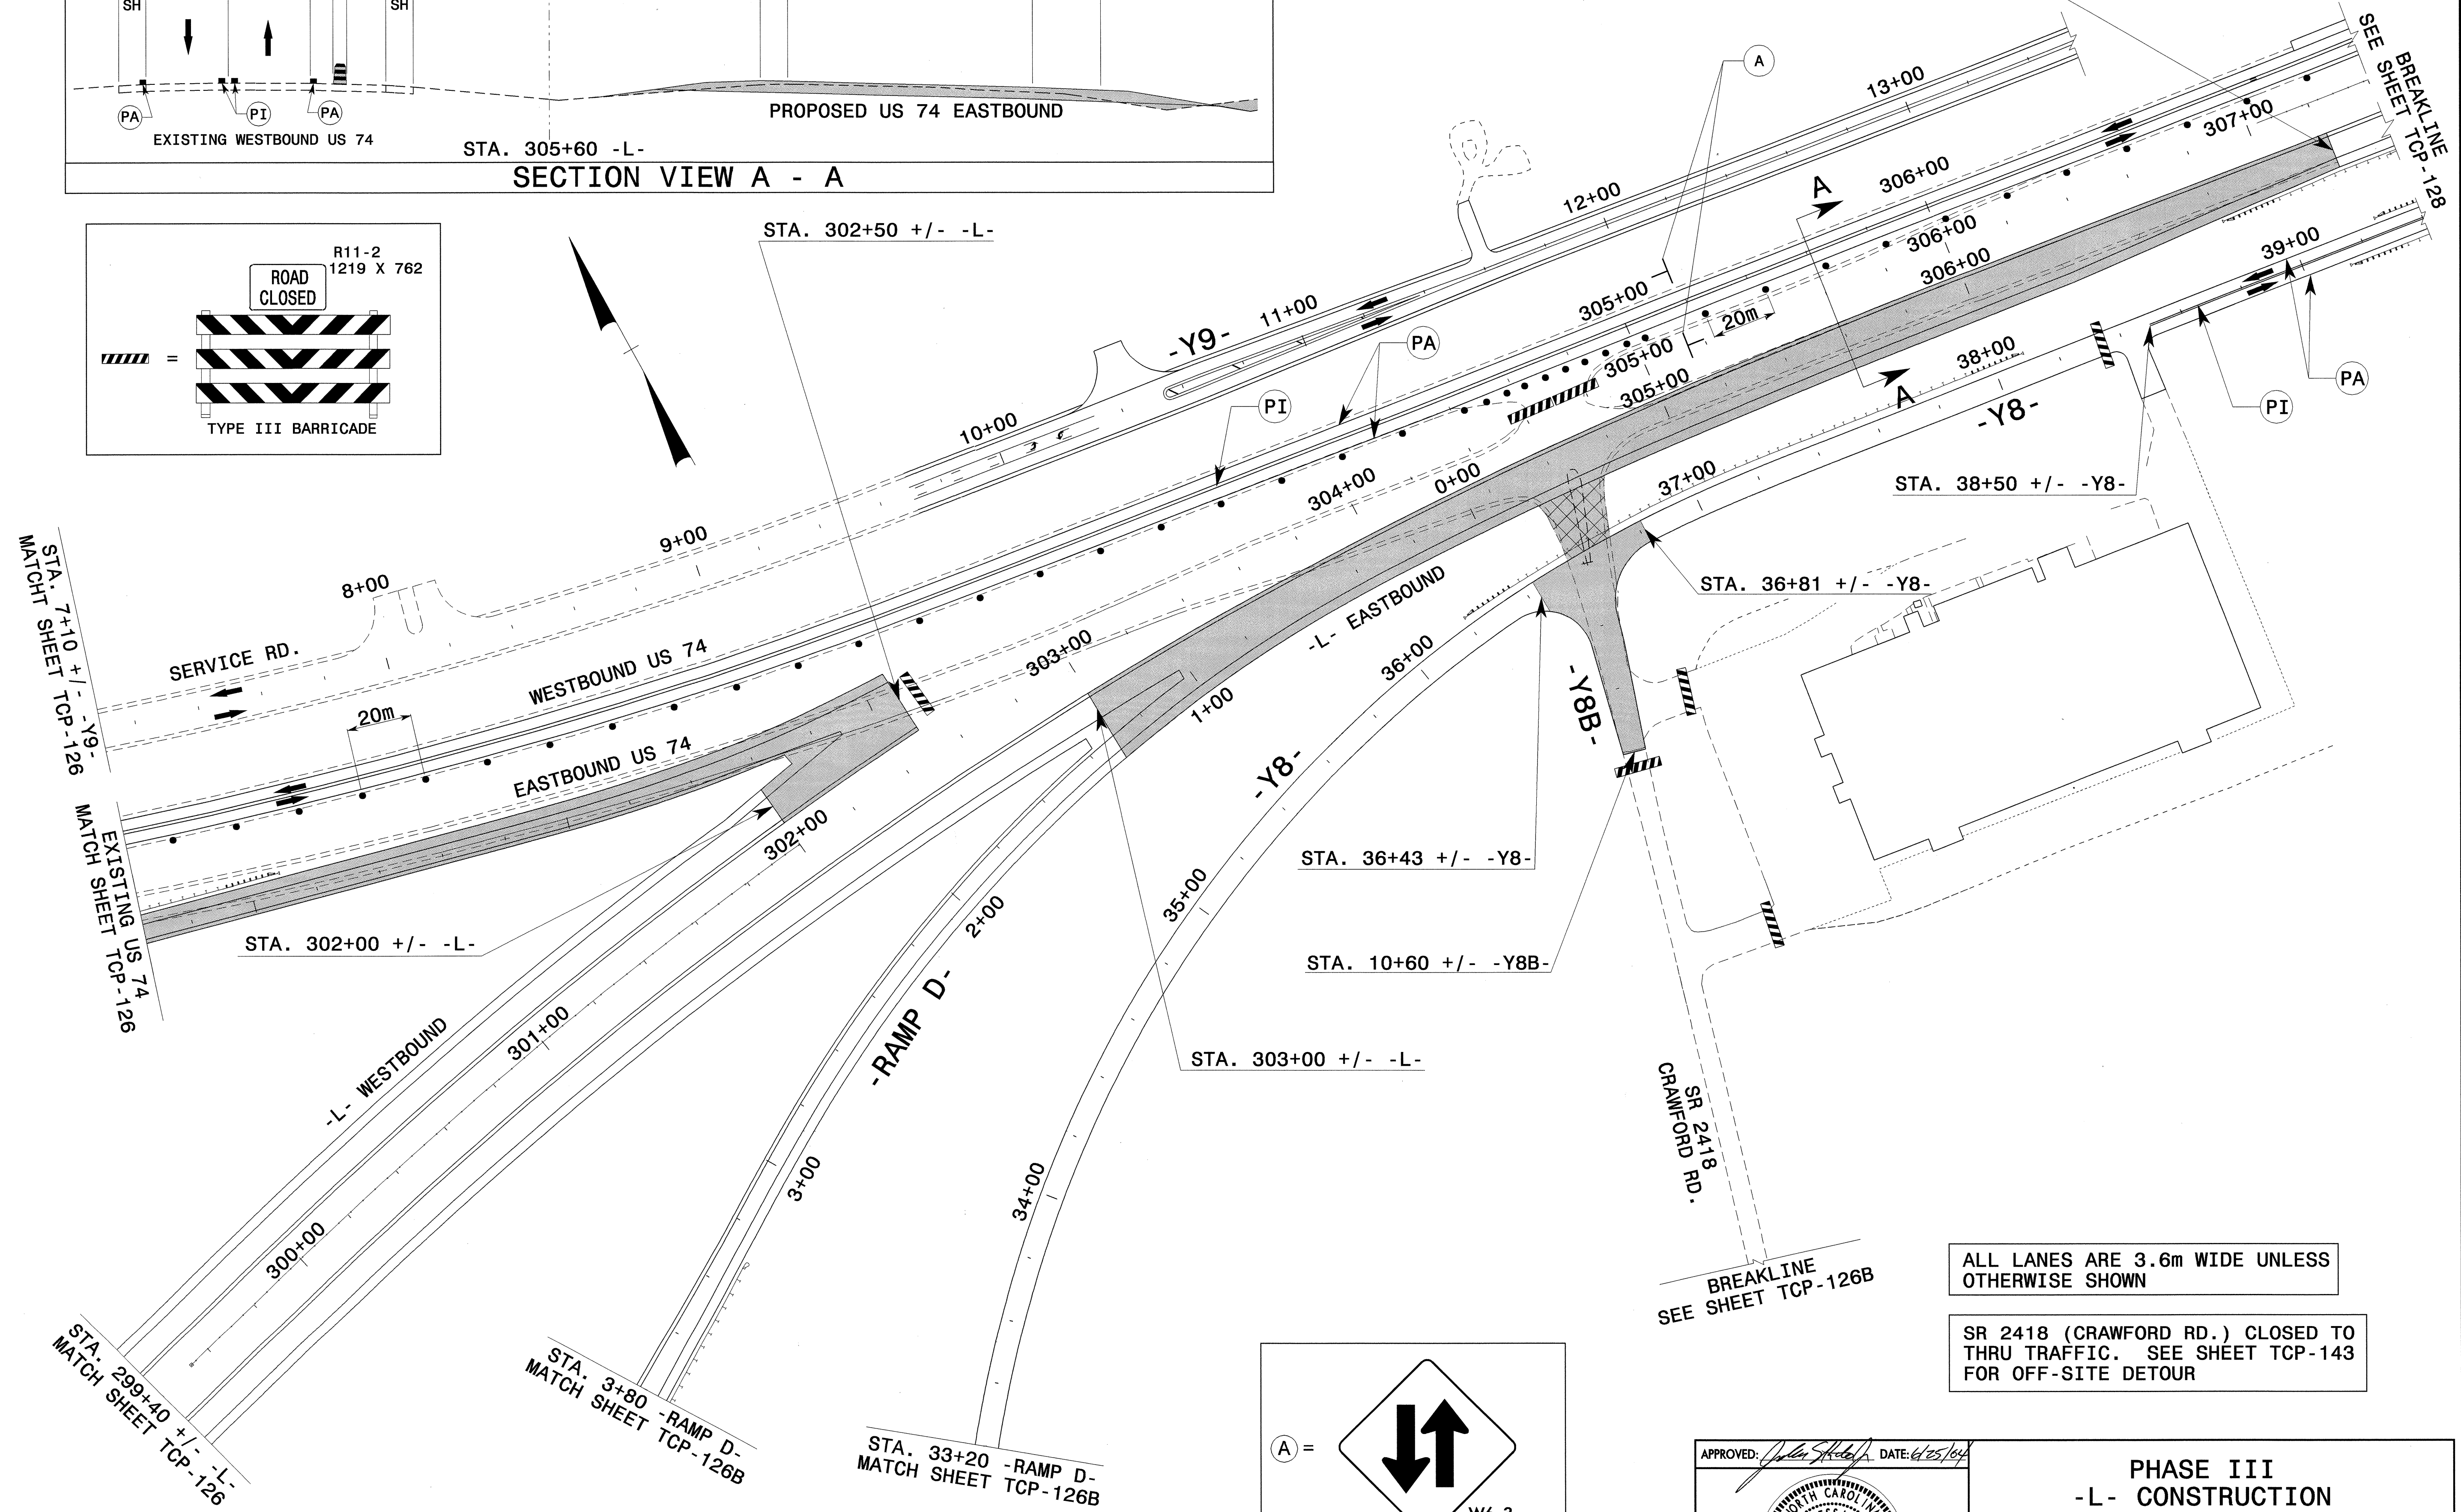 SH
SH
PA
PI
PA
EXISTING WESTBOUND US 74
PROPOSED US 74 EASTBOUND
STA. 305+60 -L-
SECTION VIEW A - A
R11-2
1219 X 762
ROAD
CLOSED
=
TYPE III BARRICADE
STA. 302+50 +/- -L-
A
13+00
12+00
11+00
-Y9-
10+00
9+00
8+00
BREAKLINE
SEE SHEET TCP-128
307+00
306+00
306+00
306+00
A
A
305+00
305+00
305+00
20m
PA
PI
304+00
0+00
303+00
39+00
38+00
-Y8-
37+00
PA
PI
STA. 38+50 +/- -Y8-
STA. 36+81 +/- -Y8-
-L- EASTBOUND
36+00
-Y8B-
1+00
-Y8-
STA. 7+10 +/- -Y9-
MATCHT SHEET TCP-126
SERVICE RD.
WESTBOUND US 74
20m
EASTBOUND US 74
EXISTING US 74
MATCH SHEET TCP-126
302+00
STA. 302+00 +/- -L-
STA. 36+43 +/- -Y8-
35+00
2+00
STA. 10+60 +/- -Y8B-
-RAMP D-
301+00
-L- WESTBOUND
STA. 303+00 +/- -L-
SR 2418
CRAWFORD RD.
3+00
34+00
300+00
BREAKLINE
SEE SHEET TCP-126B
ALL LANES ARE 3.6m WIDE UNLESS
OTHERWISE SHOWN
SR 2418 (CRAWFORD RD.) CLOSED TO
THRU TRAFFIC. SEE SHEET TCP-143
FOR OFF-SITE DETOUR
STA. 299+40 +/- -L-
MATCH SHEET TCP-126
STA. 3+80 -RAMP D-
MATCH SHEET TCP-126B
STA. 33+20 -RAMP D-
MATCH SHEET TCP-126B
A =
W6-3
APPROVED: DATE: 6/25/04
NORTH CAROLINA
PHASE III
-L- CONSTRUCTION